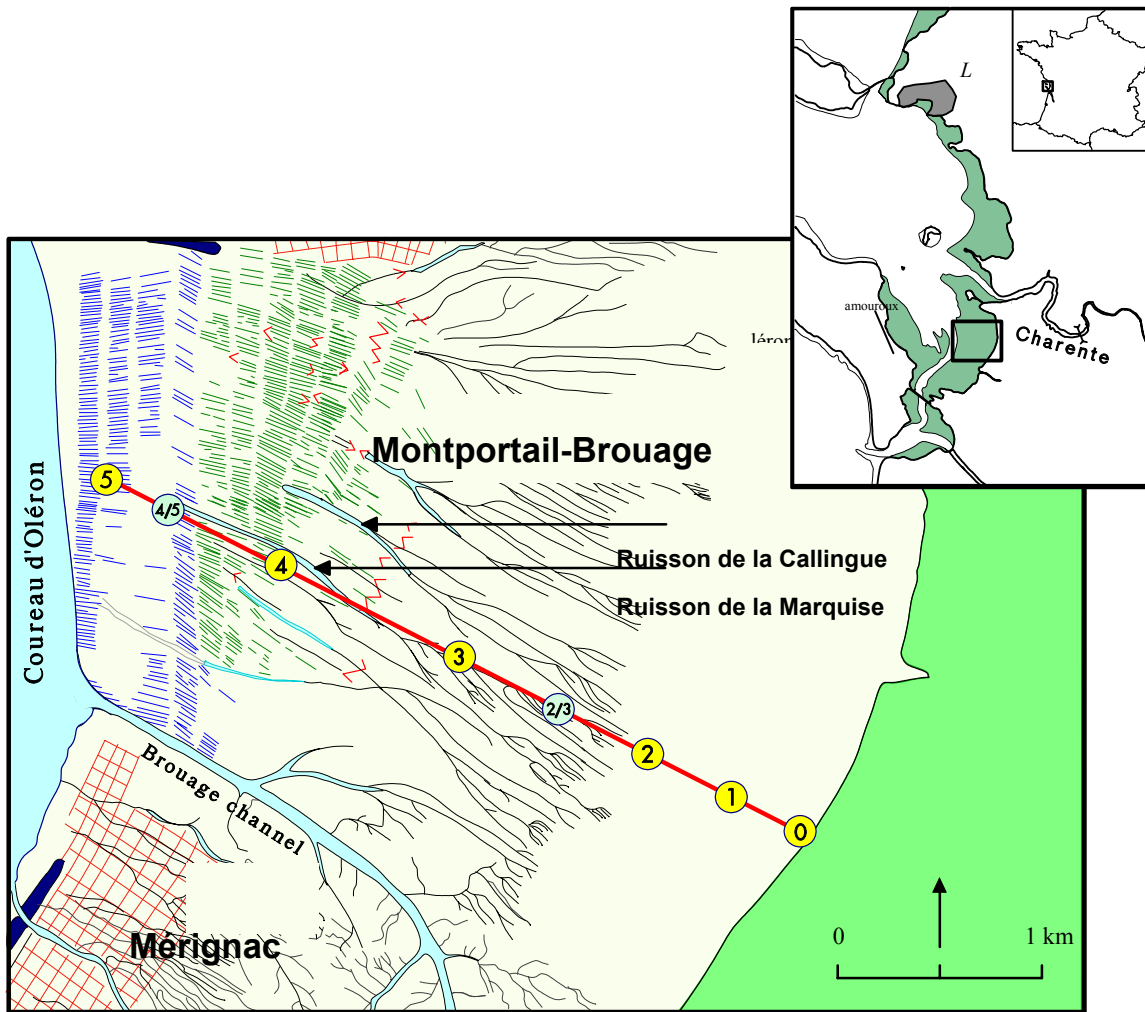 L
amouroux
Charente
léron
Montportail-Brouage
Coureau d'Oléron
5
4/5
4
Ruisson de la Callingue
Ruisson de la Marquise
3
2/3
2
1
0
Brouage channel
Mérignac
0 1 km